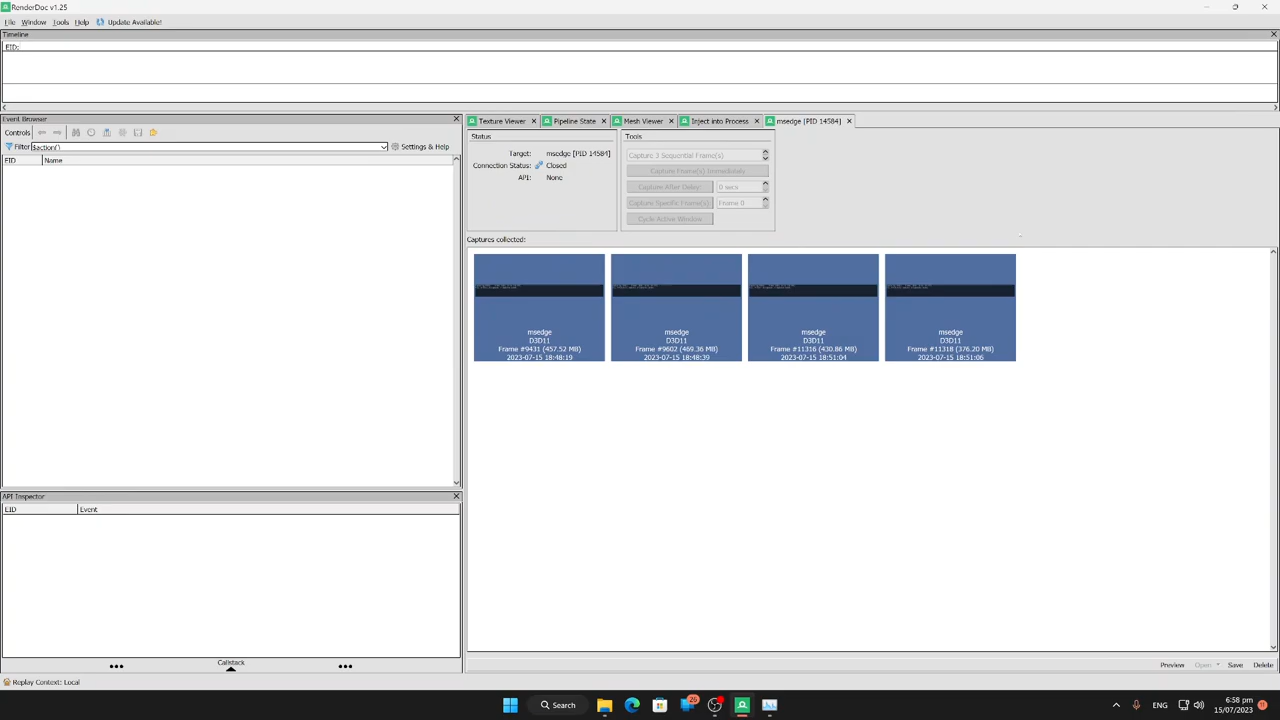 RenderDoc v1.25
File Window Tools Help Update Available!
Timeline
EID:
Event Browser
Controls
Filter $action()
Settings & Help
EID Name
API Inspector
EID Event
Callstack
Replay Context: Local
Texture Viewer Pipeline State Mesh Viewer Inject into Process msedge [PID 14584]
Status
Target: msedge [PID 14584]
Connection Status: Closed
API: None
Tools
Capture 3 Sequential Frame(s)
Capture Frame(s) Immediately
Capture After Delay: 0 secs
Capture Specific Frame(s) Frame 0
Cycle Active Window
Captures collected:
msedge
D3D11
Frame #9431 (457.52 MB)
2023-07-15 18:48:19
msedge
D3D11
Frame #9602 (469.36 MB)
2023-07-15 18:48:39
msedge
D3D11
Frame #11316 (430.86 MB)
2023-07-15 18:51:04
msedge
D3D11
Frame #11318 (376.20 MB)
2023-07-15 18:51:06
Preview Open Save Delete
Search
26
ENG
6:58 pm
15/07/2023